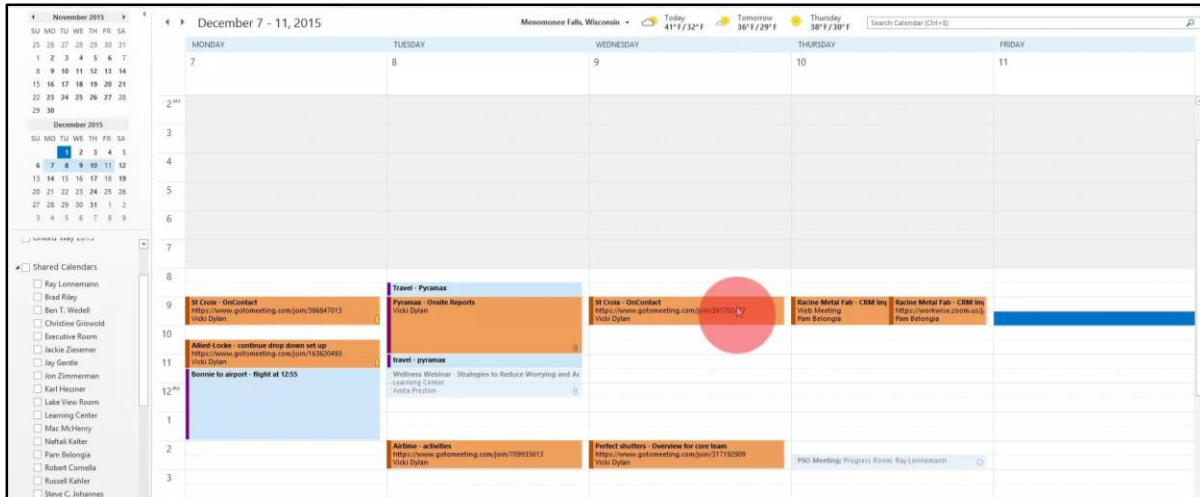 November 2015
SU MO TU WE TH FR SA
25 26 27 28 29 30 31
1 2 3 4 5 6 7
8 9 10 11 12 13 14
15 16 17 18 19 20 21
22 23 24 25 26 27 28
29 30
December 2015
SU MO TU WE TH FR SA
1 2 3 4 5
6 7 8 9 10 11 12
13 14 15 16 17 18 19
20 21 22 23 24 25 26
27 28 29 30 31 1 2
3 4 5 6 7 8 9
United Way 2015
Shared Calendars
Ray Lonnemann
Brad Riley
Ben T. Wedell
Christine Griswold
Executive Room
Jackie Ziesemer
Jay Gentle
Jon Zimmerman
Karl Hessner
Lake View Room
Learning Center
Mac McHenry
Naftali Kalter
Pam Belongia
Robert Comella
Russell Kahler
Steve C. Johannes
December 7 - 11, 2015
Menomonee Falls, Wisconsin
Today
41°F/32°F
Tomorrow
36°F/29°F
Thursday
38°F/30°F
Search Calendar (Ctrl+E)
MONDAY TUESDAY WEDNESDAY THURSDAY FRIDAY
7 8 9 10 11
2 AM
3
4
5
6
7
8
9
10
11
12 PM
1
2
3
St Croix - OnContact
https://www.gotomeeting.com/join/386847013
Vicki Dylan
Allied-Locke - continue drop down set up
https://www.gotomeeting.com/join/163620493
Vicki Dylan
Bonnie to airport - flight at 12:55
Travel - Pyramax
Pyramax - Onsite Reports
Vicki Dylan
travel - pyramax
Wellness Webinar - Strategies to Reduce Worrying and Ar
Learning Center
Anita Preston
Airtime - activities
https://www.gotomeeting.com/join/709935613
Vicki Dylan
St Croix - OnContact
Vicki Dylan
Perfect shutters - Overview for core team
https://www.gotomeeting.com/join/317192909
Vicki Dylan
Racine Metal Fab - CRM Imp
Web Meeting
Pam Belongia
Racine Metal Fab - CRM Imp
https://workwise.zoom.us/j
Pam Belongia
PSO Meeting; Progress Room; Ray Lonnemann